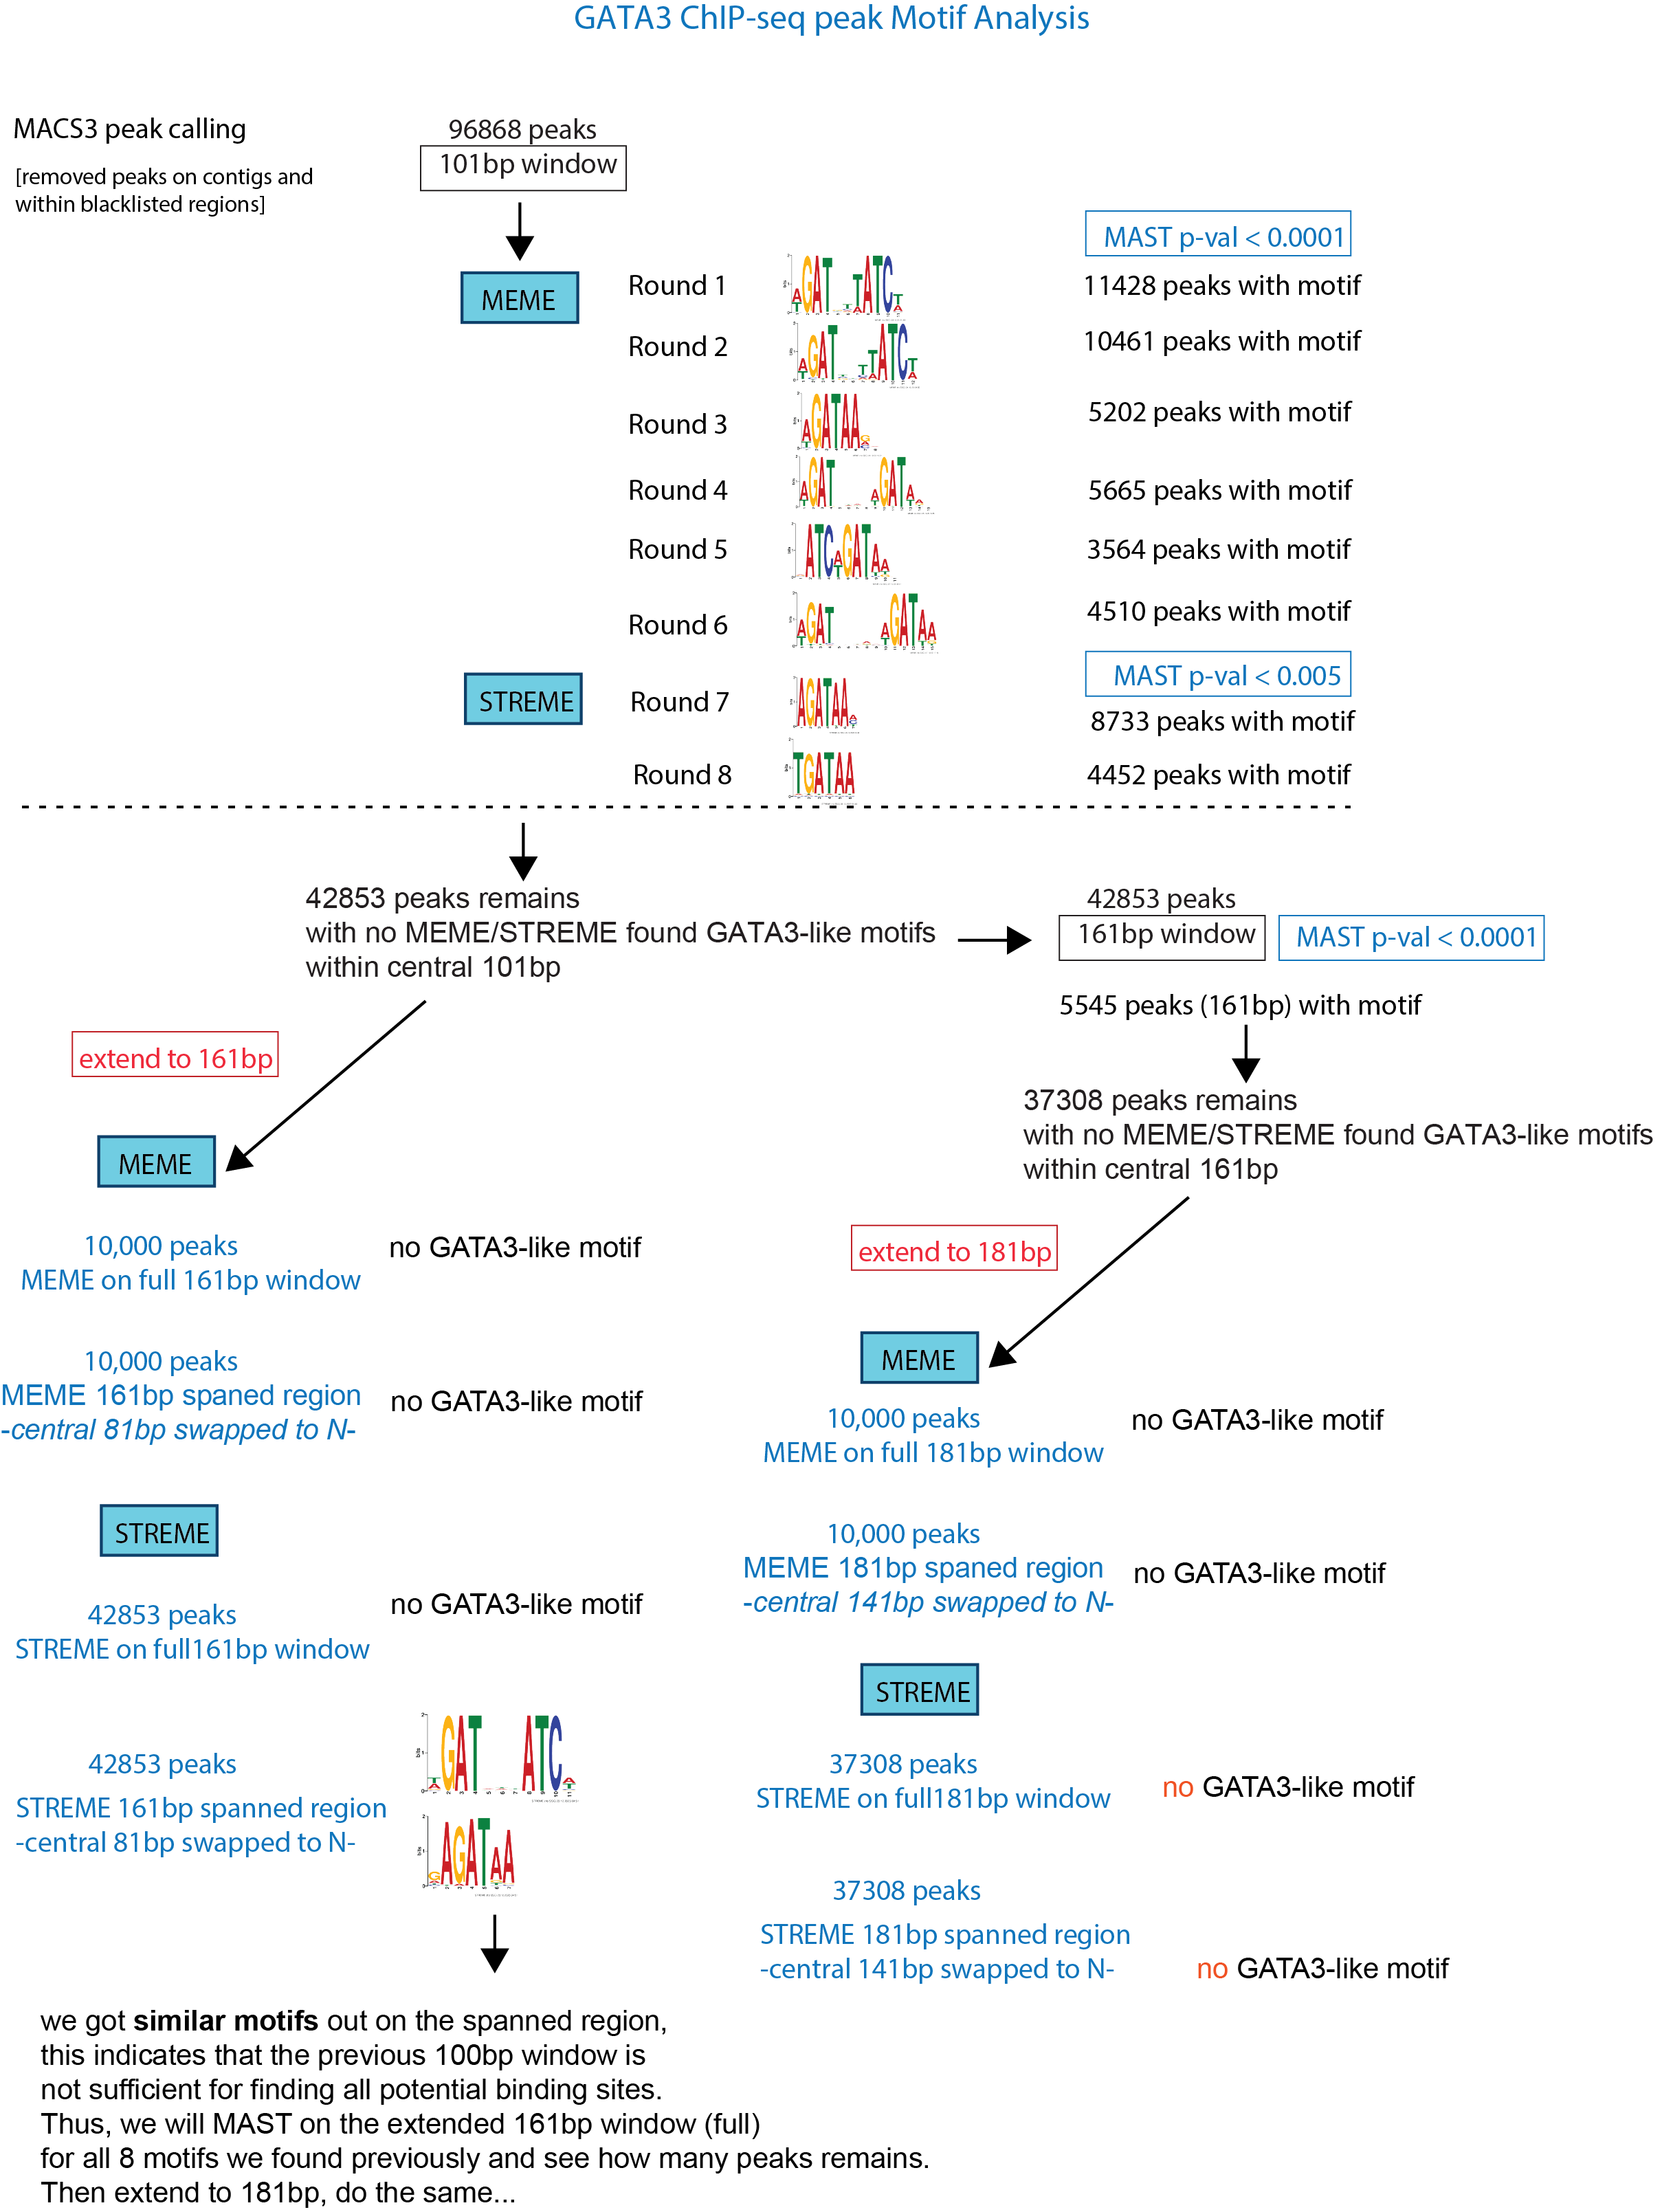 GATA3 ChIP-seq peak Motif Analysis
MACS3 peak calling
[removed peaks on contigs and
within blacklisted regions]
96868 peaks
101bp window
MEME
MAST p-val < 0.0001
Round 1
11428 peaks with motif
Round 2
10461 peaks with motif
Round 3
5202 peaks with motif
Round 4
5665 peaks with motif
Round 5
3564 peaks with motif
Round 6
4510 peaks with motif
MAST p-val < 0.005
STREME
Round 7
8733 peaks with motif
Round 8
4452 peaks with motif
42853 peaks remains
with no MEME/STREME found GATA3-like motifs
within central 101bp
42853 peaks
161bp window
MAST p-val < 0.0001
5545 peaks (161bp) with motif
37308 peaks remains
with no MEME/STREME found GATA3-like motifs
within central 161bp
extend to 161bp
MEME
10,000 peaks
MEME on full 161bp window
no GATA3-like motif
10,000 peaks
MEME 161bp spaned region
-central 81bp swapped to N-
no GATA3-like motif
STREME
42853 peaks
STREME on full161bp window
no GATA3-like motif
42853 peaks
STREME 161bp spanned region
-central 81bp swapped to N-
we got similar motifs out on the spanned region,
this indicates that the previous 100bp window is
not sufficient for finding all potential binding sites.
Thus, we will MAST on the extended 161bp window (full)
for all 8 motifs we found previously and see how many peaks remains.
Then extend to 181bp, do the same...
extend to 181bp
MEME
10,000 peaks
MEME on full 181bp window
no GATA3-like motif
10,000 peaks
MEME 181bp spaned region
-central 141bp swapped to N-
no GATA3-like motif
STREME
37308 peaks
STREME on full181bp window
no GATA3-like motif
37308 peaks
STREME 181bp spanned region
-central 141bp swapped to N-
no GATA3-like motif